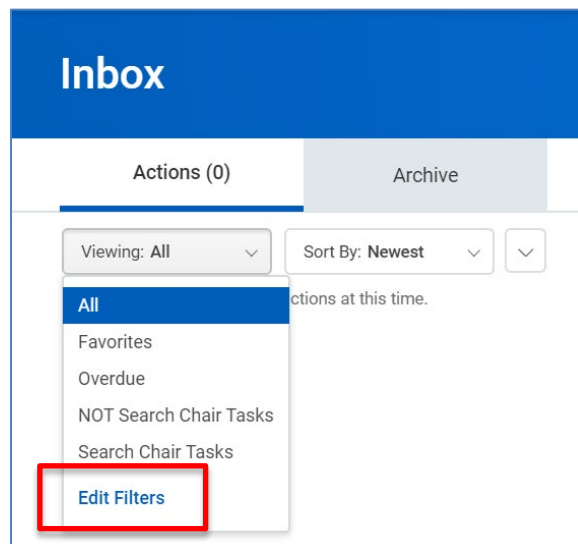 Inbox
Actions (0)
Archive
Viewing: All
Sort By: Newest
ctions at this time.
All
Favorites
Overdue
NOT Search Chair Tasks
Search Chair Tasks
Edit Filters